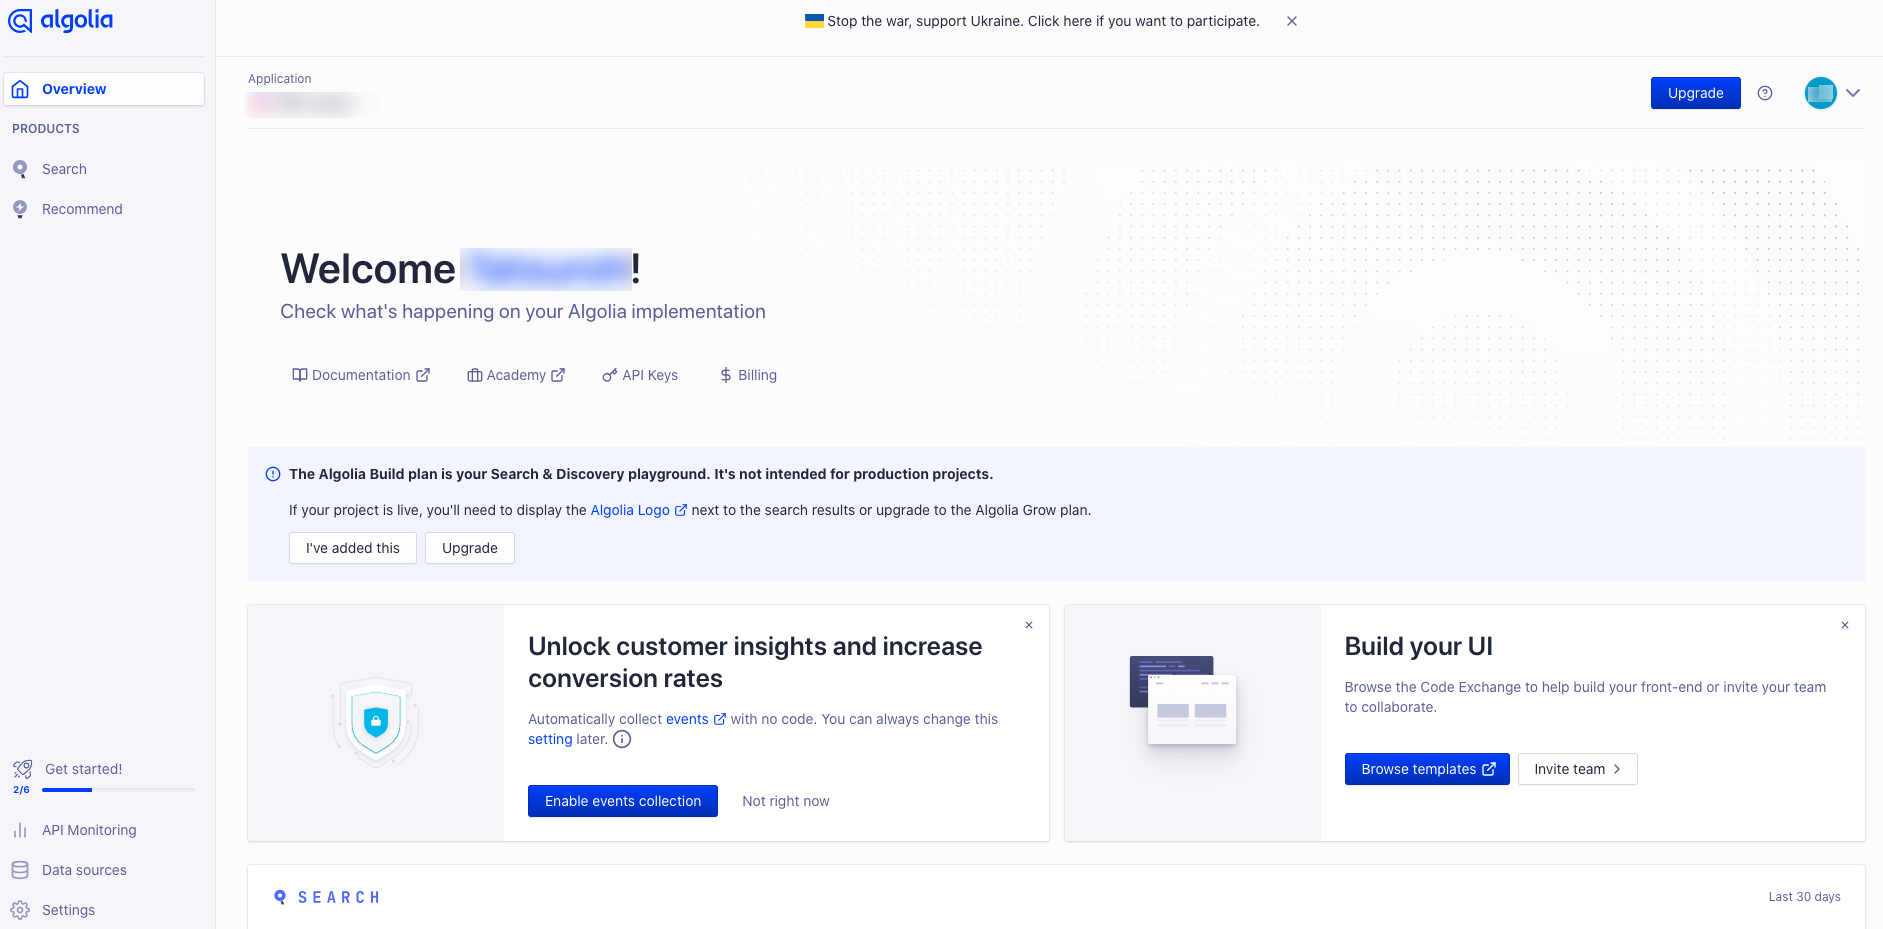 algolia
Stop the war, support Ukraine. Click here if you want to participate.
Overview
PRODUCTS
Search
Recommend
Application
Upgrade
Welcome !
Check what's happening on your Algolia implementation
Documentation
Academy
API Keys
Billing
The Algolia Build plan is your Search & Discovery playground. It's not intended for production projects.
If your project is live, you'll need to display the Algolia Logo next to the search results or upgrade to the Algolia Grow plan.
I've added this
Upgrade
Unlock customer insights and increase
conversion rates
Automatically collect events with no code. You can always change this
setting later.
Enable events collection
Not right now
Build your UI
Browse the Code Exchange to help build your front-end or invite your team
to collaborate.
Browse templates
Invite team
Get started!
2/6
API Monitoring
Data sources
Settings
SEARCH
Last 30 days